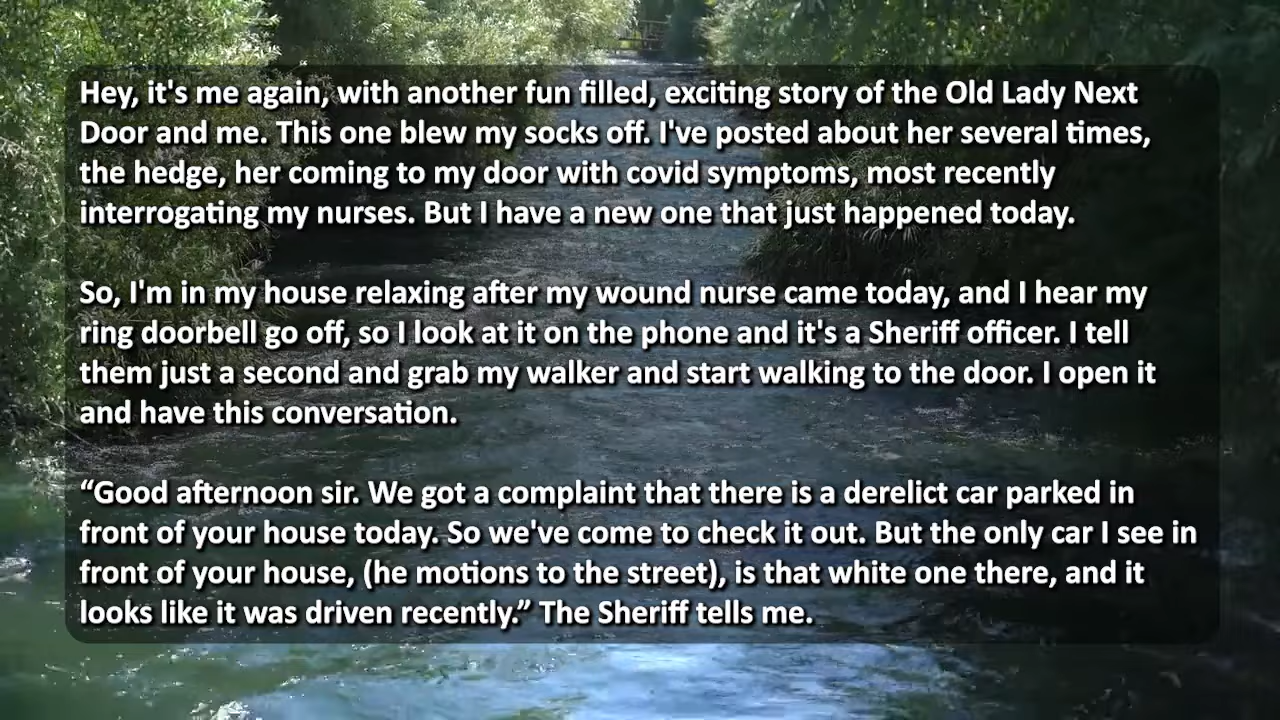 Hey, it's me again, with another fun filled, exciting story of the Old Lady Next
Door and me. This one blew my socks off. I've posted about her several times,
the hedge, her coming to my door with covid symptoms, most recently
interrogating my nurses. But I have a new one that just happened today.
So, I'm in my house relaxing after my wound nurse came today, and I hear my
ring doorbell go off, so I look at it on the phone and it's a Sheriff officer. I tell
them just a second and grab my walker and start walking to the door. I open it
and have this conversation.
“Good afternoon sir. We got a complaint that there is a derelict car parked in
front of your house today. So we've come to check it out. But the only car I see in
front of your house, (he motions to the street), is that white one there, and it
looks like it was driven recently.” The Sheriff tells me.